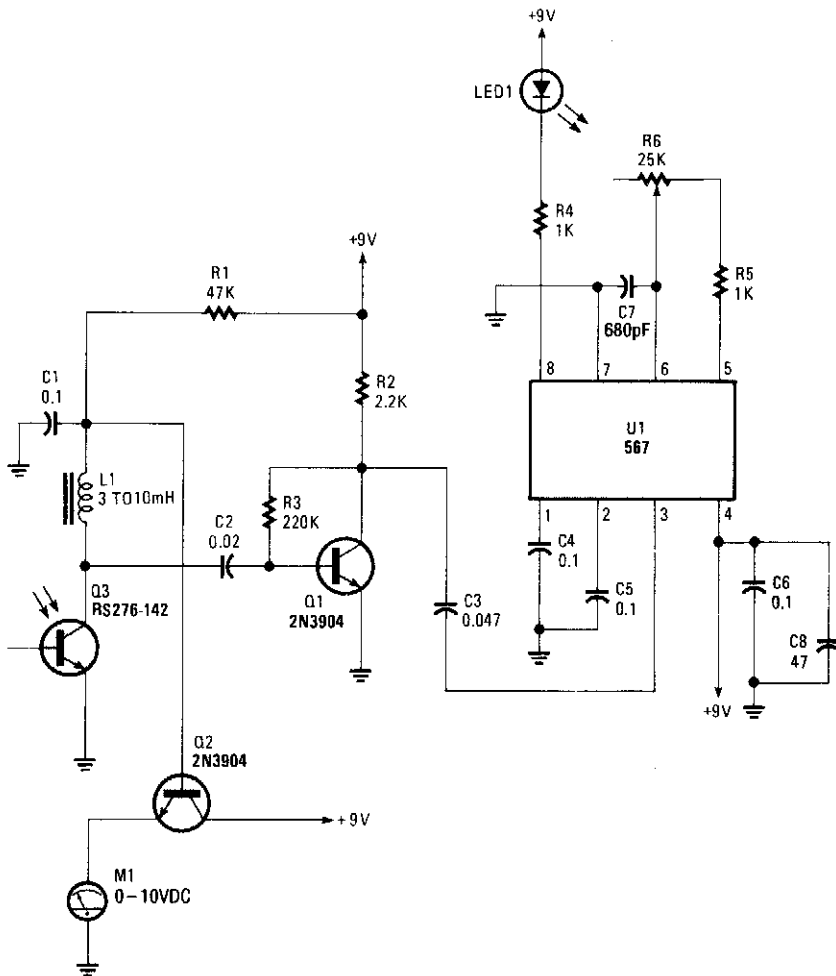 +9V
LED1
R6
25K
R4
1K
+9V
R1
47K
R5
1K
C7
680pF
C1
0.1
R2
2.2K
8
7
6
5
U1
567
L1
3 TO 10mH
C2
0.02
R3
220K
1
2
3
4
C4
0.1
Q3
RS276-142
Q1
2N3904
C3
0.047
C5
0.1
C6
0.1
C8
47
+9V
Q2
2N3904
+9V
M1
0–10VDC